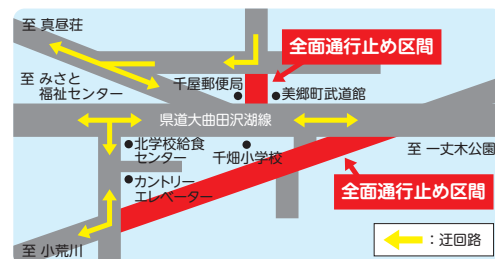 至 真昼荘
全面通行止め区間
至 みさと
福祉センター
千屋郵便局
美郷町武道館
県道大曲田沢湖線
北学校給食
センター
千畑小学校
至 一丈木公園
カントリー
エレベーター
全面通行止め区間
至 小荒川
：迂回路